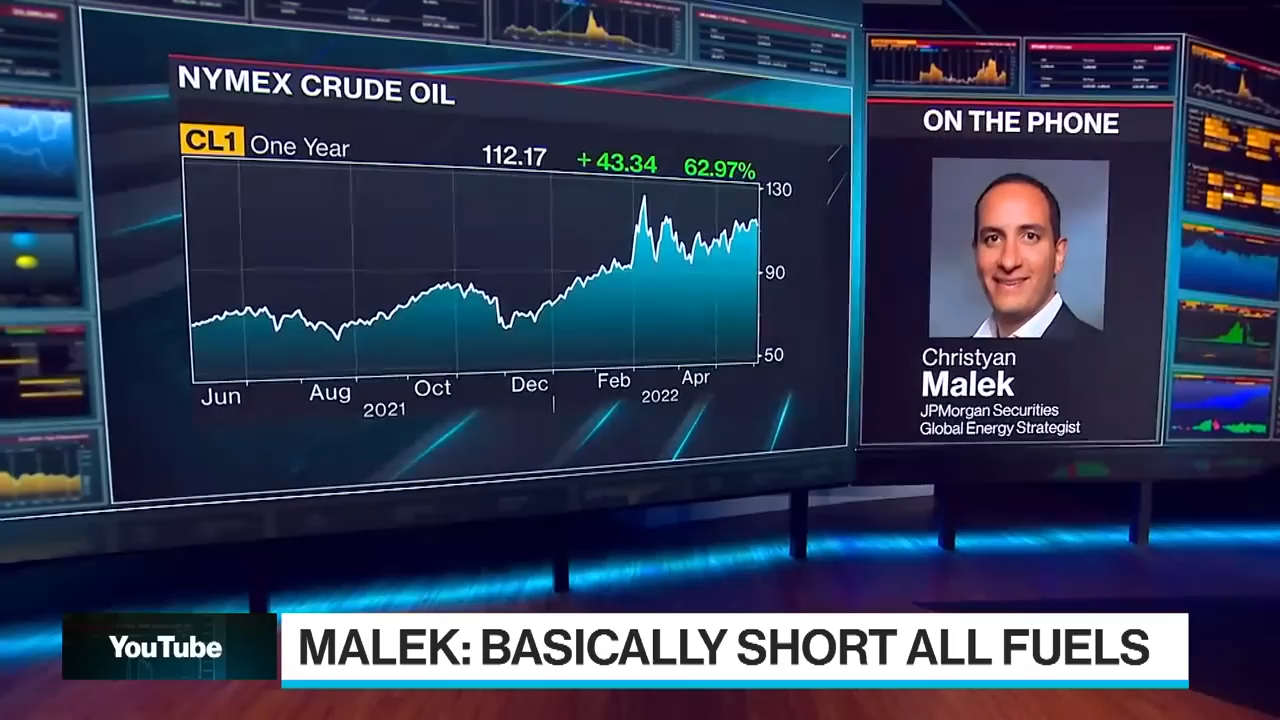 NYMEX CRUDE OIL
CL1 One Year 112.17 + 43.34 62.97%
130
90
50
Jun Aug Oct Dec Feb Apr
2021 2022
ON THE PHONE
Christyan
Malek
JPMorgan Securities
Global Energy Strategist
YouTube
MALEK: BASICALLY SHORT ALL FUELS